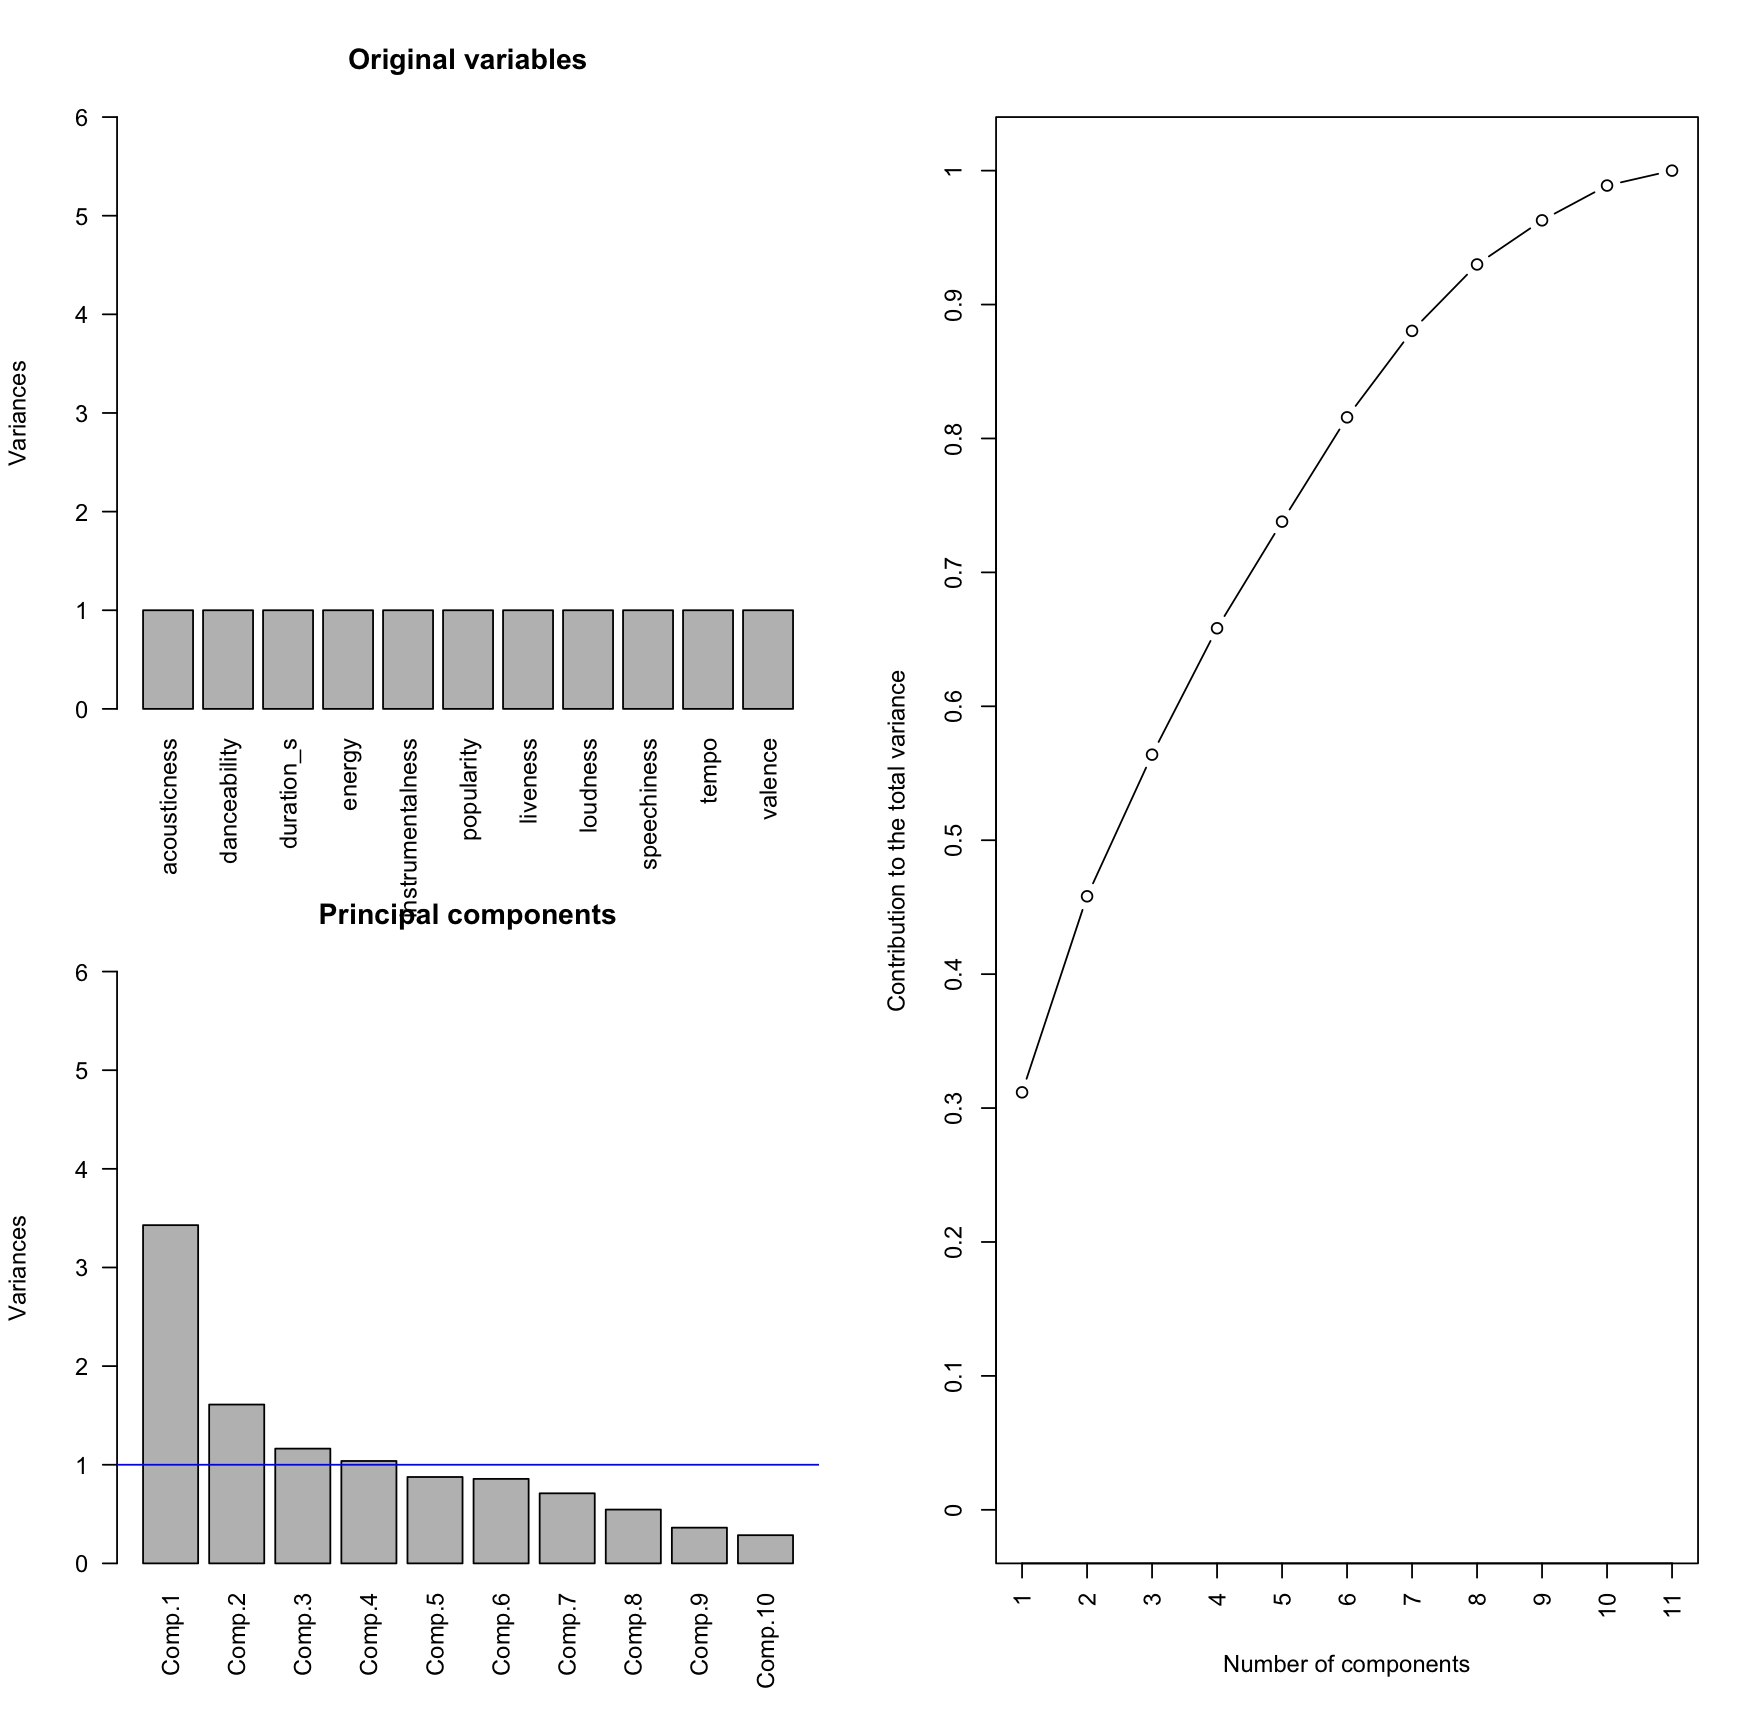 Original variables
Variances
6
5
4
3
2
1
0
acousticness
danceability
duration_s
energy
instrumentalness
popularity
liveness
loudness
speechiness
tempo
valence
Principal components
Variances
6
5
4
3
2
1
0
Comp.1
Comp.2
Comp.3
Comp.4
Comp.5
Comp.6
Comp.7
Comp.8
Comp.9
Comp.10
Contribution to the total variance
1
0.9
0.8
0.7
0.6
0.5
0.4
0.3
0.2
0.1
0
1
2
3
4
5
6
7
8
9
10
11
Number of components